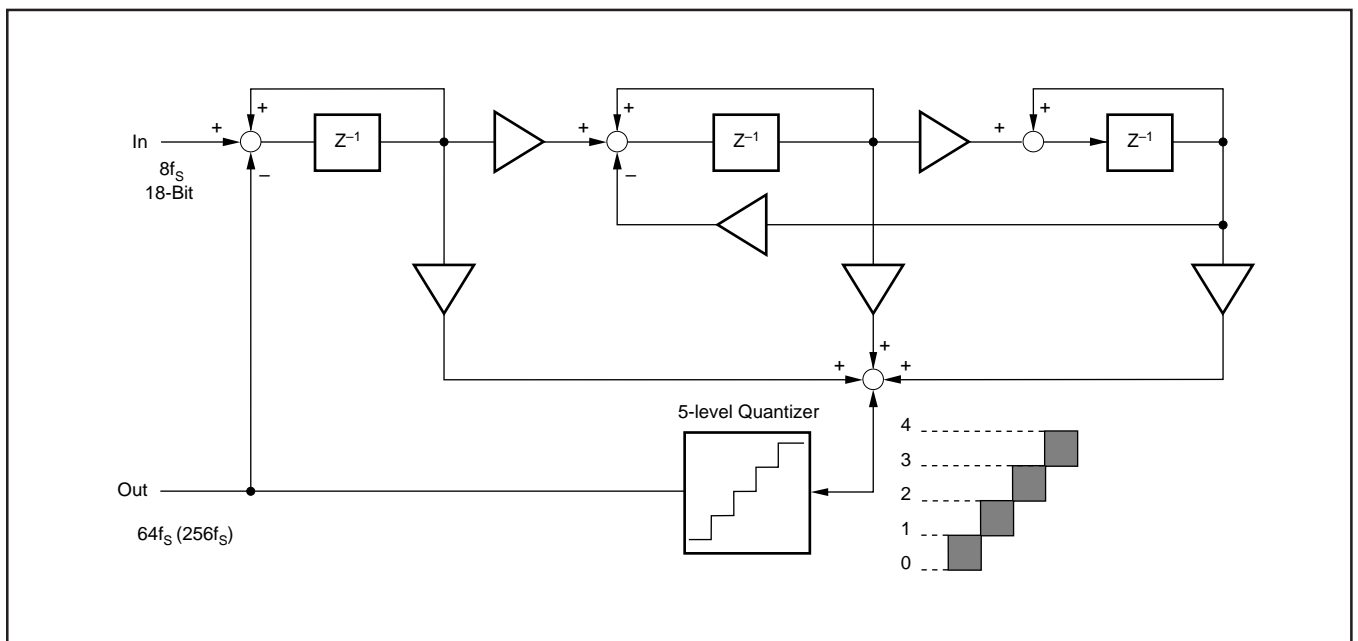 +
+
+
In
+
Z⁻¹
+
Z⁻¹
+
Z⁻¹
8fS
18-Bit
–
–
+
+
+
5-level Quantizer
4
3
2
1
0
Out
64fS (256fS)